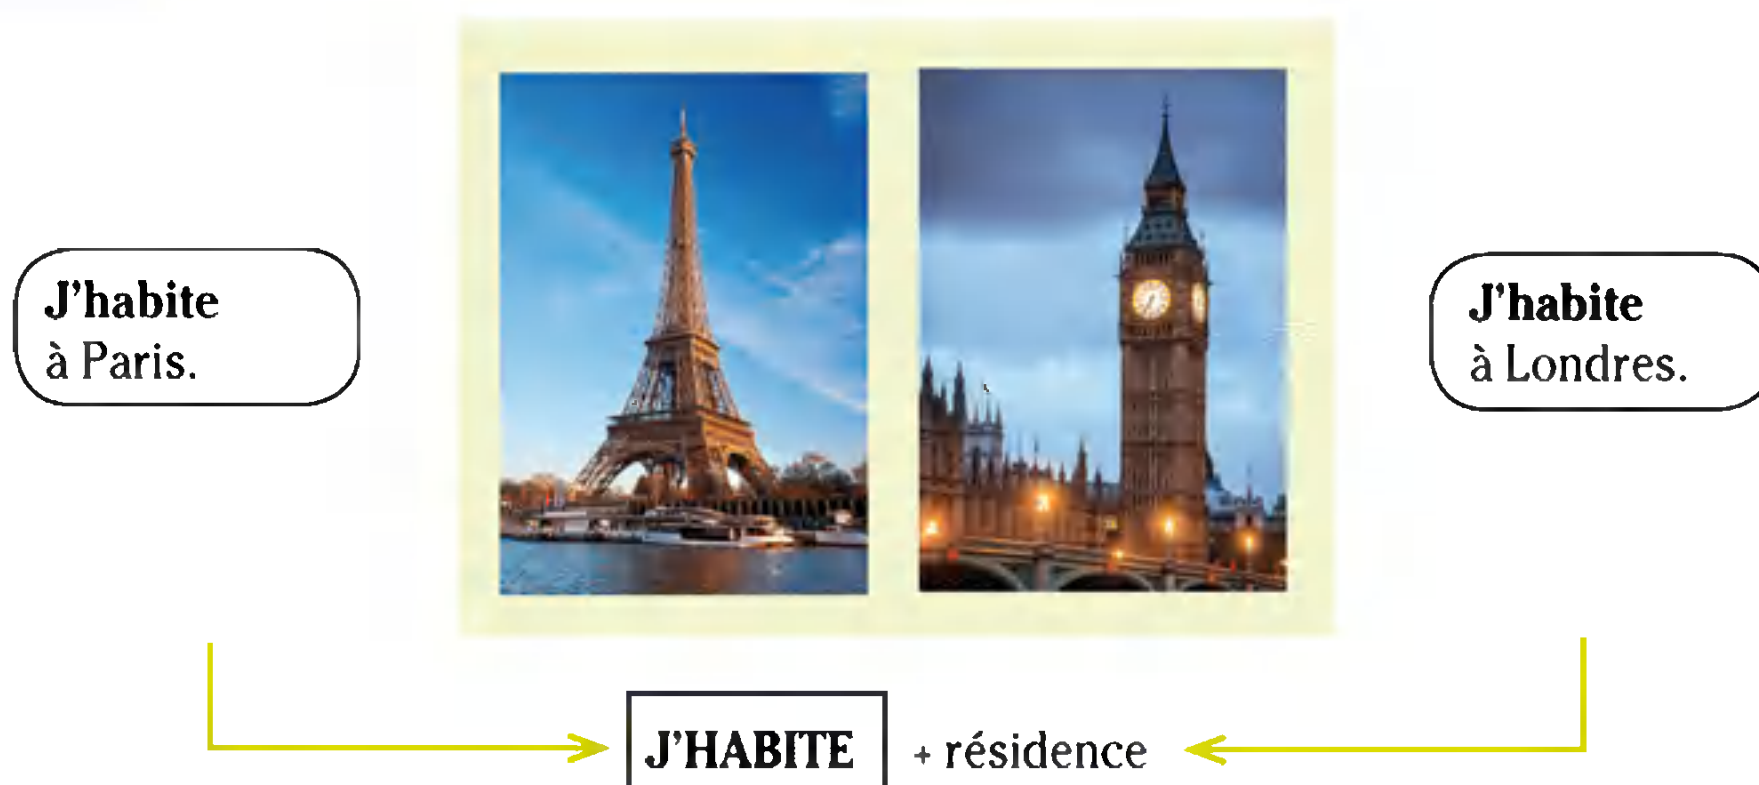 J'habite
à Paris.
J'habite
à Londres.
J'HABITE + résidence